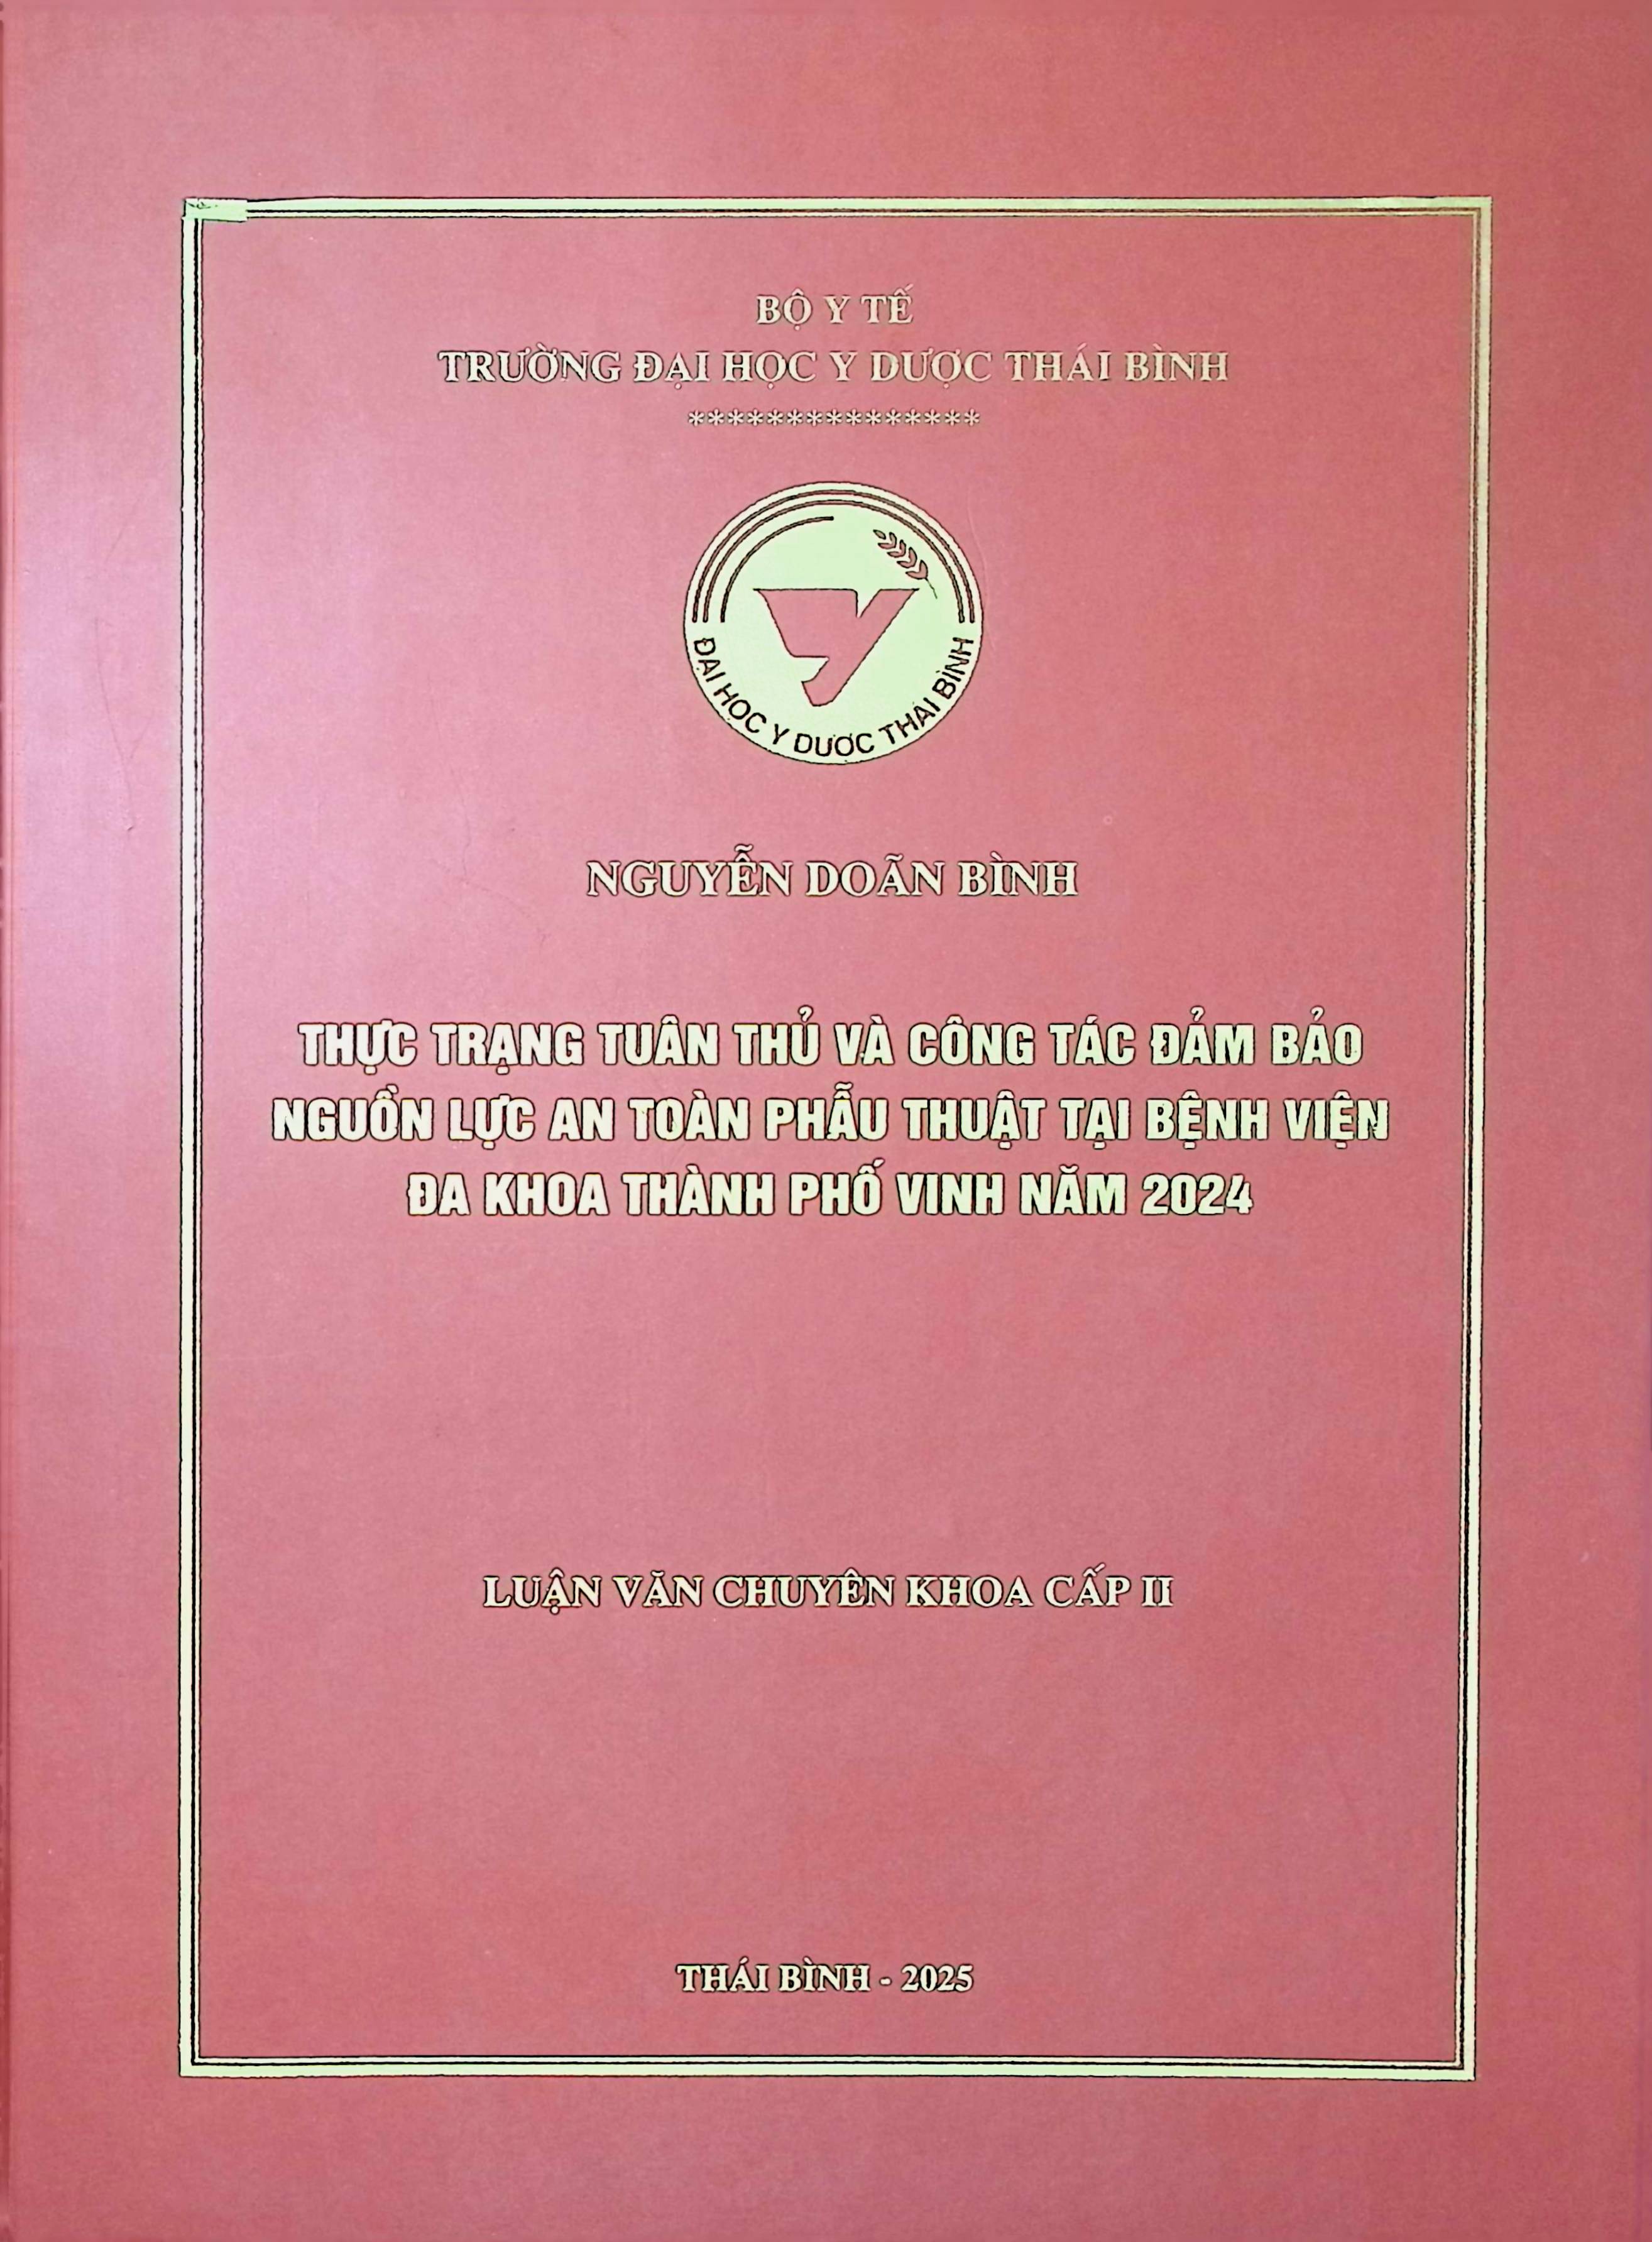 BỘ Y TẾ
TRƯỜNG ĐẠI HỌC Y DƯỢC THÁI BÌNH
***************
ĐẠI HỌC Y DƯỢC THÁI BÌNH
NGUYỄN DOÃN BÌNH
THỰC TRẠNG TUÂN THỦ VÀ CÔNG TÁC ĐẢM BẢO
NGUỒN LỰC AN TOÀN PHẪU THUẬT TẠI BỆNH VIỆN
ĐA KHOA THÀNH PHỐ VINH NĂM 2024
LUẬN VĂN CHUYÊN KHOA CẤP II
THÁI BÌNH - 2025